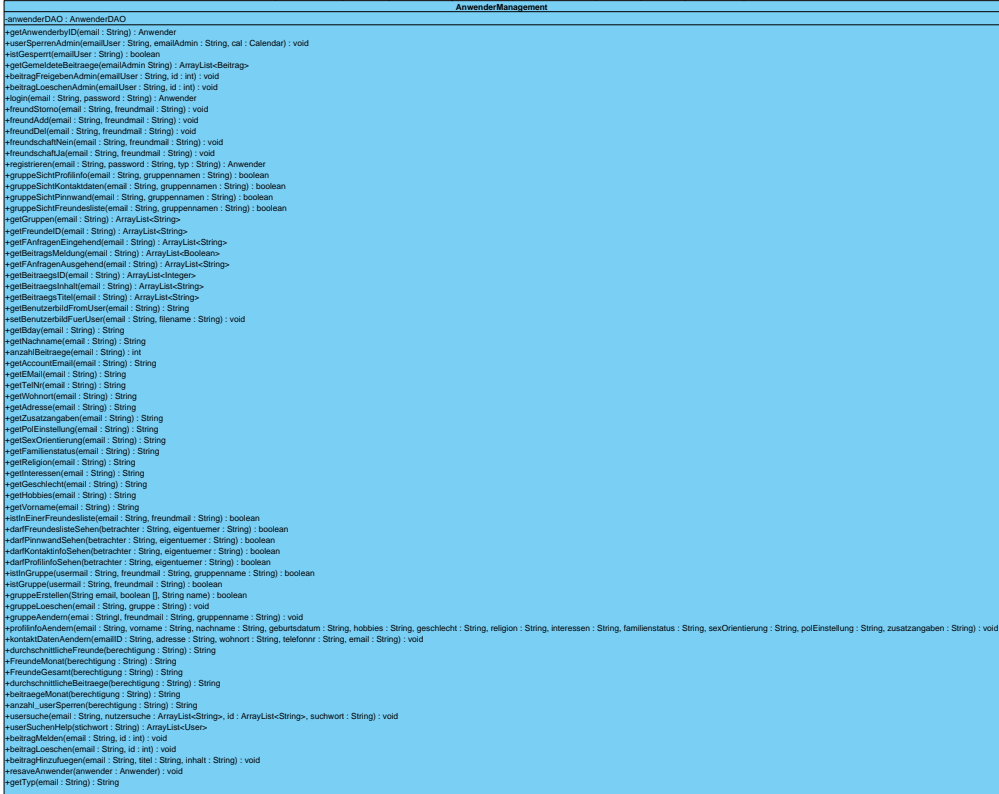 AnwenderManagement
-anwenderDAO : AnwenderDAO
+getAnwenderbyID(email : String) : Anwender
+userSperrenAdmin(emailUser : String, emailAdmin : String, cal : Calendar) : void
+istGesperrt(emailUser : String) : boolean
+getGemeldeteBeitraege(emailAdmin String) : ArrayList<Beitrag>
+beitragFreigebenAdmin(emailUser : String, id : int) : void
+beitragLoeschenAdmin(emailUser : String, id : int) : void
+login(email : String, password : String) : Anwender
+freundStorno(email : String, freundmail : String) : void
+freundAdd(email : String, freundmail : String) : void
+freundDel(email : String, freundmail : String) : void
+freundschaftNein(email : String, freundmail : String) : void
+freundschaftJa(email : String, freundmail : String) : void
+registrieren(email : String, password : String, typ : String) : Anwender
+gruppeSichtProfilinfo(email : String, gruppennamen : String) : boolean
+gruppeSichtKontaktdaten(email : String, gruppennamen : String) : boolean
+gruppeSichtPinnwand(email : String, gruppennamen : String) : boolean
+gruppeSichtFreundesliste(email : String, gruppennamen : String) : boolean
+getGruppen(email : String) : ArrayList<String>
+getFreundeID(email : String) : ArrayList<String>
+getFAnfragenEingehend(email : String) : ArrayList<String>
+getBeitragsMeldung(email : String) : ArrayList<Boolean>
+getFAnfragenAusgehend(email : String) : ArrayList<String>
+getBeitraegsID(email : String) : ArrayList<Integer>
+getBeitraegsInhalt(email : String) : ArrayList<String>
+getBeitraegsTitel(email : String) : ArrayList<String>
+getBenutzerbildFromUser(email : String) : String
+setBenutzerbildFuerUser(email : String, filename : String) : void
+getBday(email : String) : String
+getNachname(email : String) : String
+anzahlBeitraege(email : String) : int
+getAccountEmail(email : String) : String
+getEMail(email : String) : String
+getTelNr(email : String) : String
+getWohnort(email : String) : String
+getAdresse(email : String) : String
+getZusatzangaben(email : String) : String
+getPolEinstellung(email : String) : String
+getSexOrientierung(email : String) : String
+getFamilienstatus(email : String) : String
+getReligion(email : String) : String
+getInteressen(email : String) : String
+getGeschlecht(email : String) : String
+getHobbies(email : String) : String
+getVorname(email : String) : String
+istInEinerFreundesliste(email : String, freundmail : String) : boolean
+darfFreundeslisteSehen(betrachter : String, eigentuemer : String) : boolean
+darfPinnwandSehen(betrachter : String, eigentuemer : String) : boolean
+darfKontaktinfoSehen(betrachter : String, eigentuemer : String) : boolean
+darfProfilinfoSehen(betrachter : String, eigentuemer : String) : boolean
+istInGruppe(usermail : String, freundmail : String, gruppenname : String) : boolean
+istGruppe(usermail : String, freundmail : String) : boolean
+gruppeErstellen(String email, boolean [], String name) : boolean
+gruppeLoeschen(email : String, gruppe : String) : void
+gruppeAendern(emai : Stringl, freundmail : String, gruppenname : String) : void
+profilinfoAendern(email : String, vorname : String, nachname : String, geburtsdatum : String, hobbies : String, geschlecht : String, religion : String, interessen : String, familienstatus : String, sexOrientierung : String, polEinstellung : String, zusatzangaben : String) : void
+kontaktDatenAendern(emailID : String, adresse : String, wohnort : String, telefonnr : String, email : String) : void
+durchschnittlicheFreunde(berechtigung : String) : String
+FreundeMonat(berechtigung : String) : String
+FreundeGesamt(berechtigung : String) : String
+durchschnittlicheBeitraege(berechtigung : String) : String
+beitraegeMonat(berechtigung : String) : String
+anzahl_userSperren(berechtigung : String) : String
+usersuche(email : String, nutzersuche : ArrayList<String>, id : ArrayList<String>, suchwort : String) : void
+userSuchenHelp(stichwort : String) : ArrayList<User>
+beitragMelden(email : String, id : int) : void
+beitragLoeschen(email : String, id : int) : void
+beitragHinzufuegen(email : String, titel : String, inhalt : String) : void
+resaveAnwender(anwender : Anwender) : void
+getTyp(email : String) : String